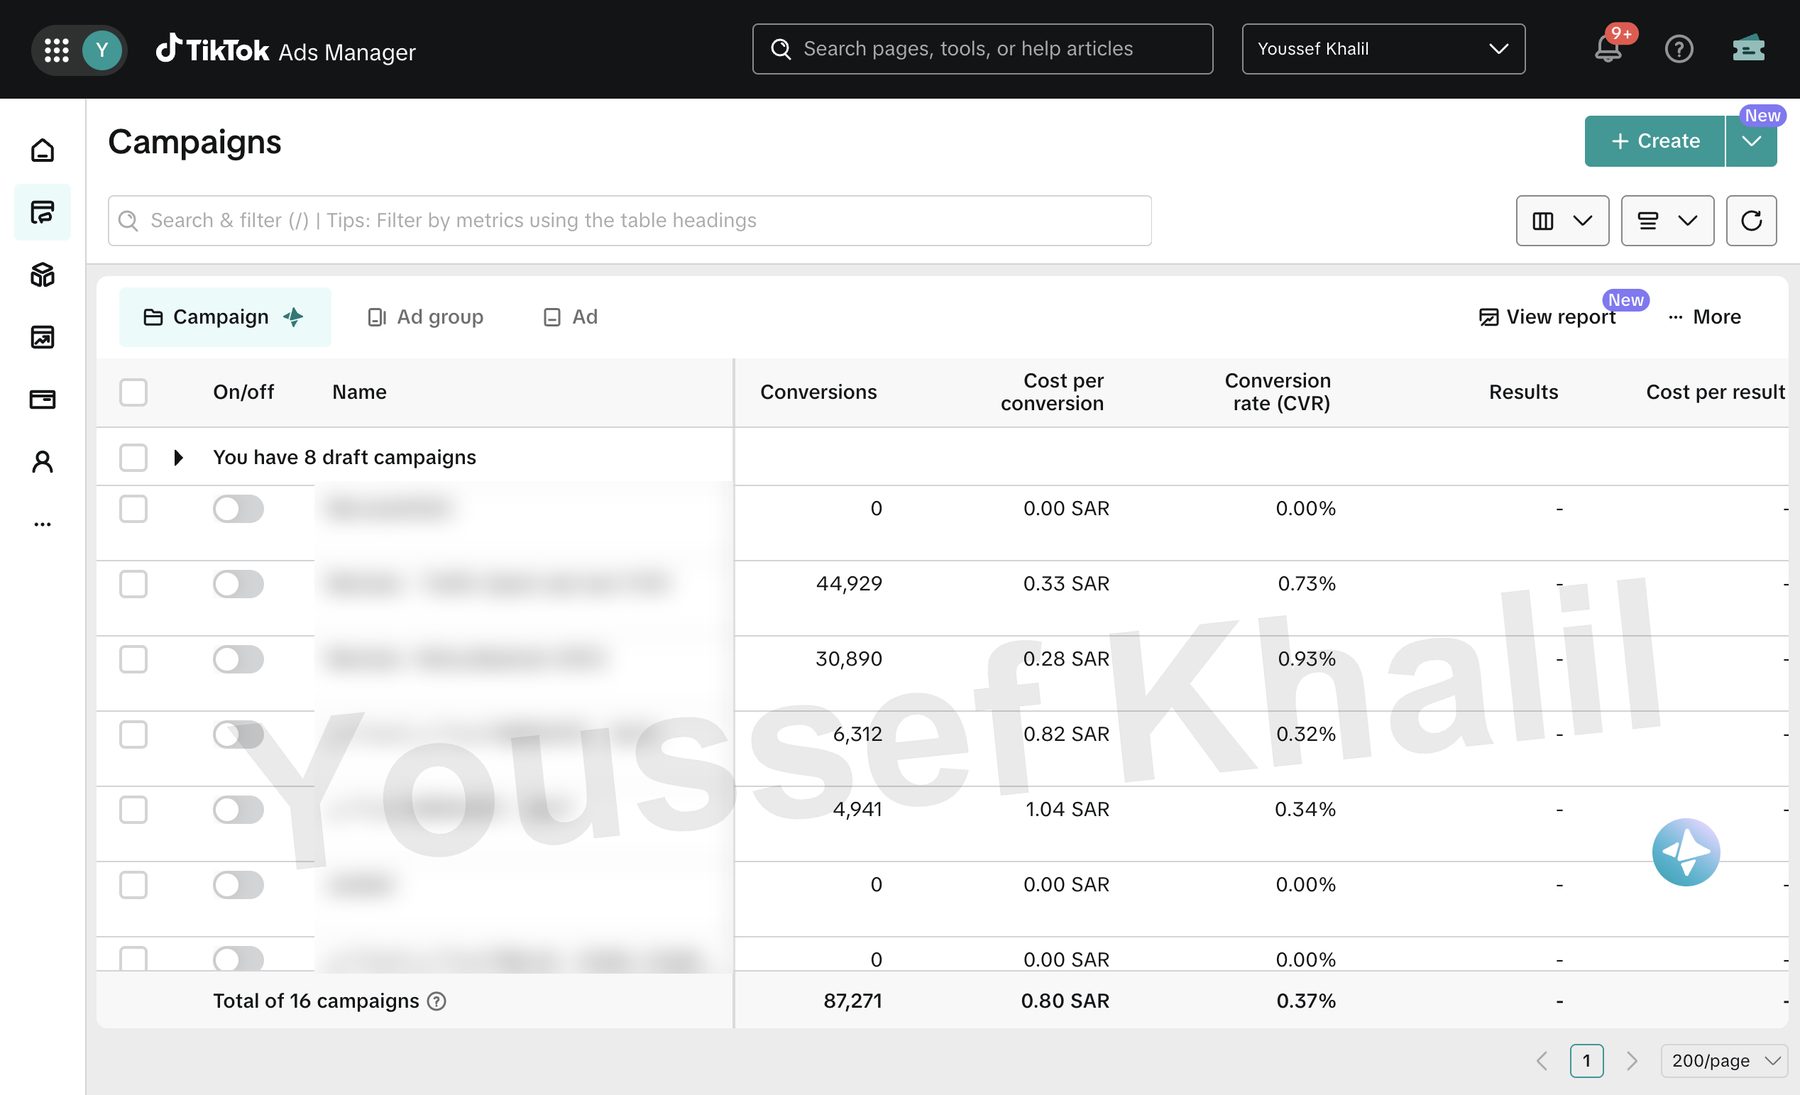 Y
TikTok Ads Manager
Search pages, tools, or help articles
Youssef Khalil
9+
Campaigns
New
+ Create
Search & filter (/) | Tips: Filter by metrics using the table headings
Campaign
Ad group
Ad
New
View report
More
On/off
Name
Conversions
Cost per
conversion
Conversion
rate (CVR)
Results
Cost per result
You have 8 draft campaigns
0 0.00 SAR 0.00% - -
44,929 0.33 SAR 0.73% - -
30,890 0.28 SAR 0.93% - -
6,312 0.82 SAR 0.32% - -
4,941 1.04 SAR 0.34% - -
0 0.00 SAR 0.00% - -
0 0.00 SAR 0.00% - -
Total of 16 campaigns 87,271 0.80 SAR 0.37% - -
1
200/page
Youssef Khalil